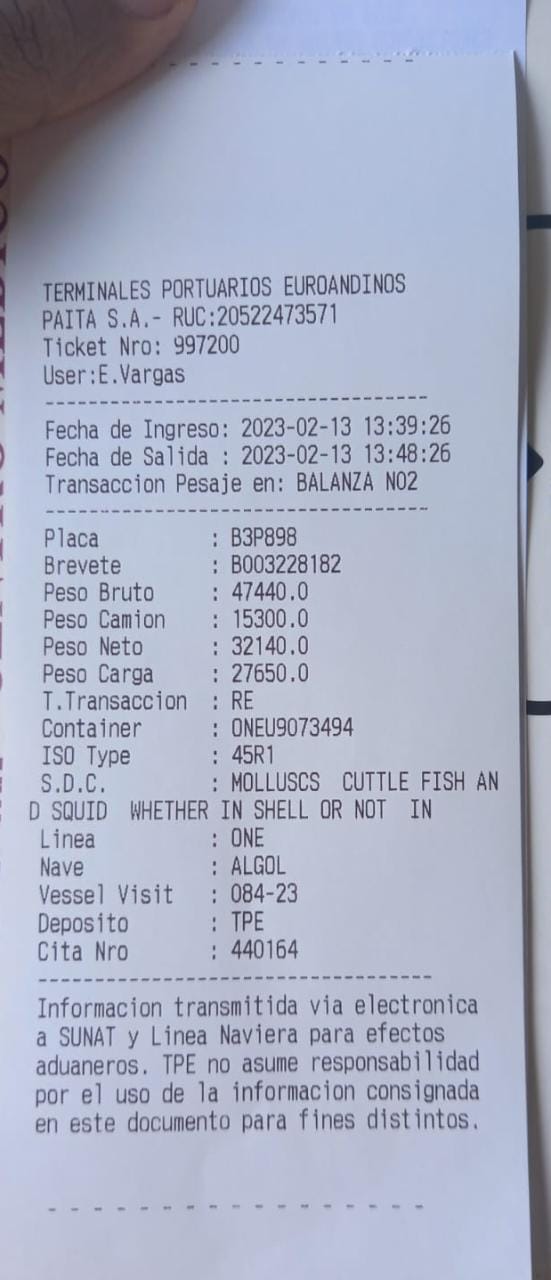 TERMINALES PORTUARIOS EUROANDINOS
PAITA S.A.- RUC:20522473571
Ticket Nro: 997200
User:E.Vargas
Fecha de Ingreso: 2023-02-13 13:39:26
Fecha de Salida : 2023-02-13 13:48:26
Transaccion Pesaje en: BALANZA NO2
Placa : B3P898
Brevete : B003228182
Peso Bruto : 47440.0
Peso Camion : 15300.0
Peso Neto : 32140.0
Peso Carga : 27650.0
T.Transaccion : RE
Container : ONEU9073494
ISO Type : 45R1
S.D.C. : MOLLUSCS CUTTLE FISH AN
D SQUID WHETHER IN SHELL OR NOT IN
Linea : ONE
Nave : ALGOL
Vessel Visit : 084-23
Deposito : TPE
Cita Nro : 440164
Informacion transmitida via electronica
a SUNAT y Linea Naviera para efectos
aduaneros. TPE no asume responsabilidad
por el uso de la informacion consignada
en este documento para fines distintos.